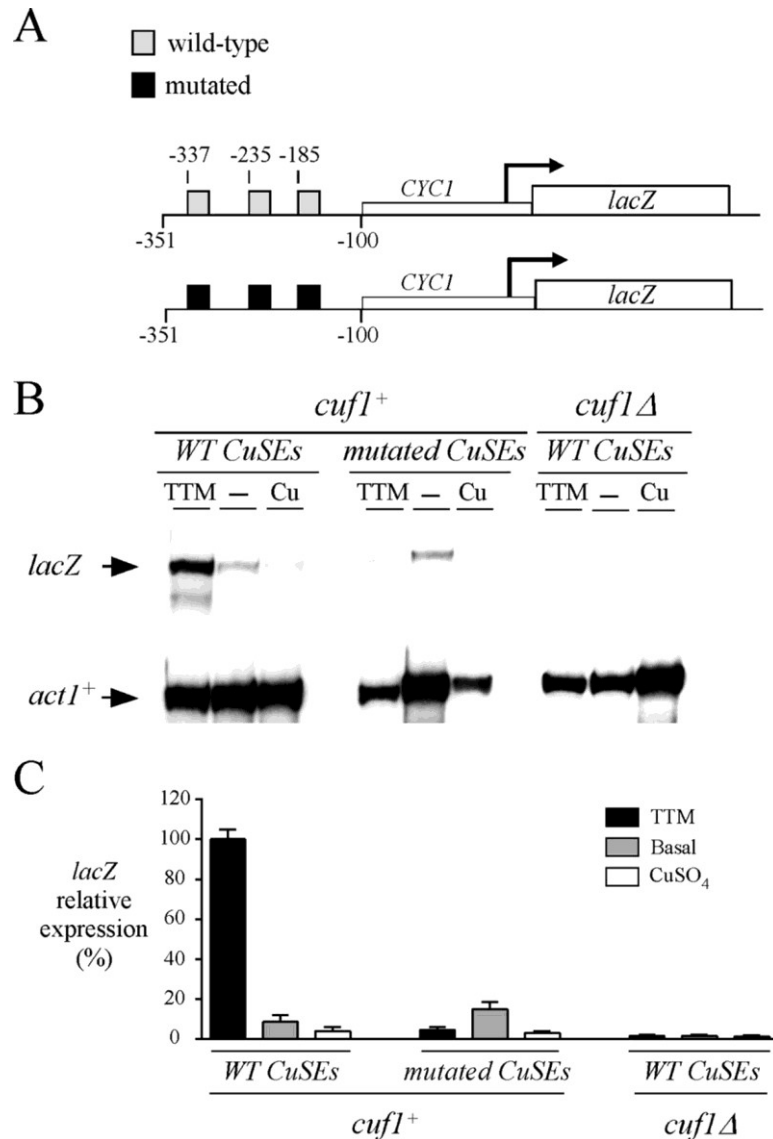 A
wild-type
mutated
-337 -235 -185
CYC1
lacZ
-351 -100
CYC1
lacZ
-351 -100
B
cuf1+ cuf1Δ
WT CuSEs mutated CuSEs WT CuSEs
TTM – Cu TTM – Cu TTM – Cu
lacZ
act1+
C
120
100
80
60
40
20
0
lacZ
relative
expression
(%)
TTM
Basal
CuSO4
WT CuSEs mutated CuSEs WT CuSEs
cuf1+ cuf1Δ